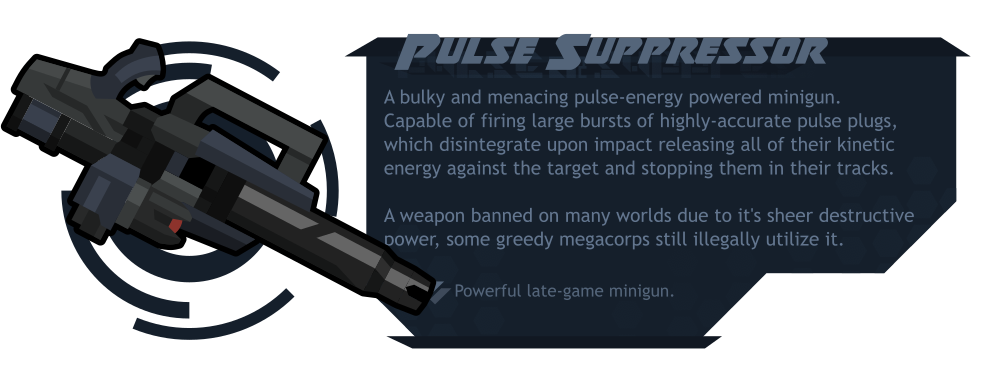 Pulse Suppressor
A bulky and menacing pulse-energy powered minigun.
Capable of firing large bursts of highly-accurate pulse plugs,
which disintegrate upon impact releasing all of their kinetic
energy against the target and stopping them in their tracks.
A weapon banned on many worlds due to it's sheer destructive
power, some greedy megacorps still illegally utilize it.
Powerful late-game minigun.